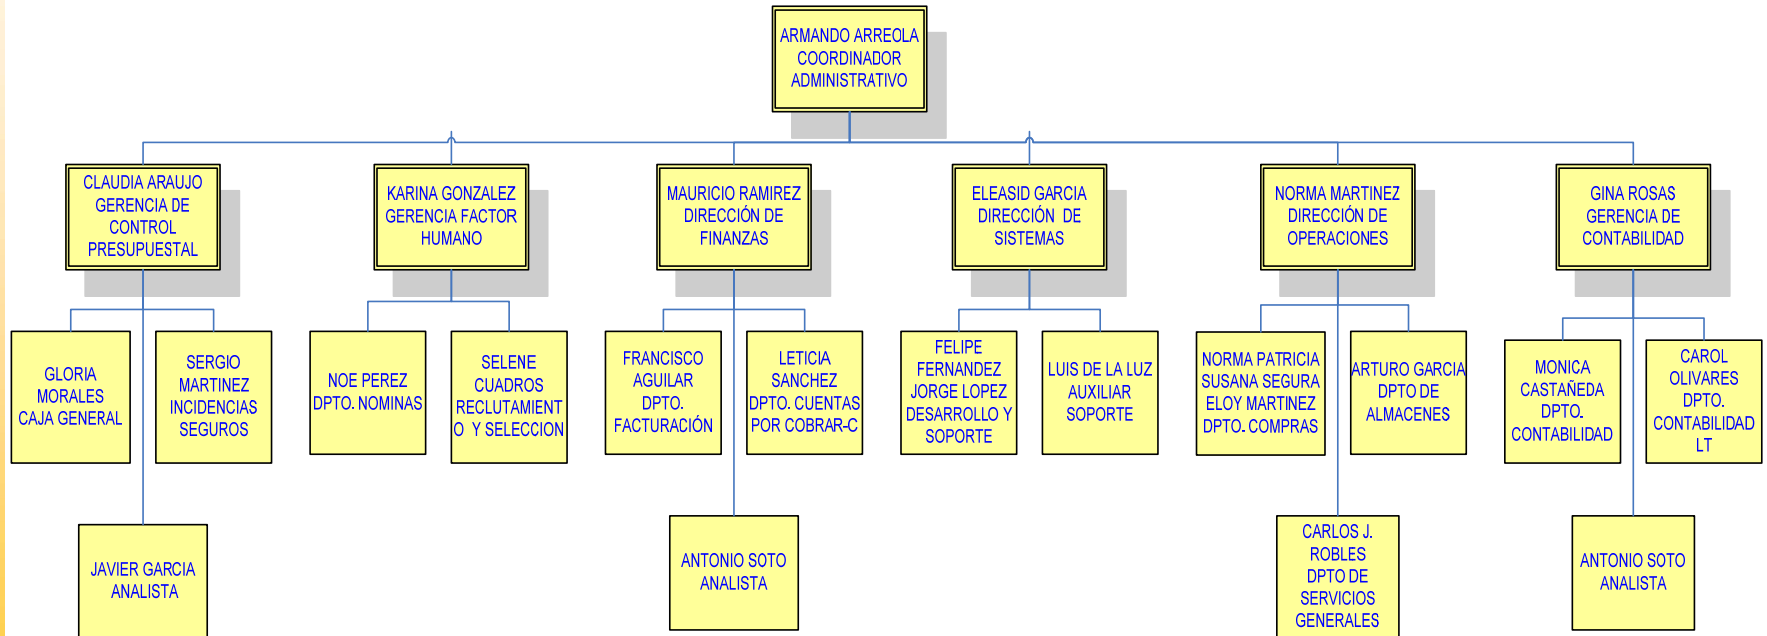 ARMANDO ARREOLA
COORDINADOR
ADMINISTRATIVO
CLAUDIA ARAUJO
GERENCIA DE
CONTROL
PRESUPUESTAL
KARINA GONZALEZ
GERENCIA FACTOR
HUMANO
MAURICIO RAMIREZ
DIRECCIÓN DE
FINANZAS
ELEASID GARCIA
DIRECCIÓN DE
SISTEMAS
NORMA MARTINEZ
DIRECCIÓN DE
OPERACIONES
GINA ROSAS
GERENCIA DE
CONTABILIDAD
GLORIA
MORALES
CAJA GENERAL
SERGIO
MARTINEZ
INCIDENCIAS
SEGUROS
NOE PEREZ
DPTO. NOMINAS
SELENE
CUADROS
RECLUTAMIENT
O Y SELECCION
FRANCISCO
AGUILAR
DPTO.
FACTURACIÓN
LETICIA
SANCHEZ
DPTO. CUENTAS
POR COBRAR-C
FELIPE
FERNANDEZ
JORGE LOPEZ
DESARROLLO Y
SOPORTE
LUIS DE LA LUZ
AUXILIAR
SOPORTE
NORMA PATRICIA
SUSANA SEGURA
ELOY MARTINEZ
DPTO. COMPRAS
ARTURO GARCIA
DPTO DE
ALMACENES
MONICA
CASTAÑEDA
DPTO.
CONTABILIDAD
CAROL
OLIVARES
DPTO.
CONTABILIDAD
LT
JAVIER GARCIA
ANALISTA
ANTONIO SOTO
ANALISTA
CARLOS J.
ROBLES
DPTO DE
SERVICIOS
GENERALES
ANTONIO SOTO
ANALISTA